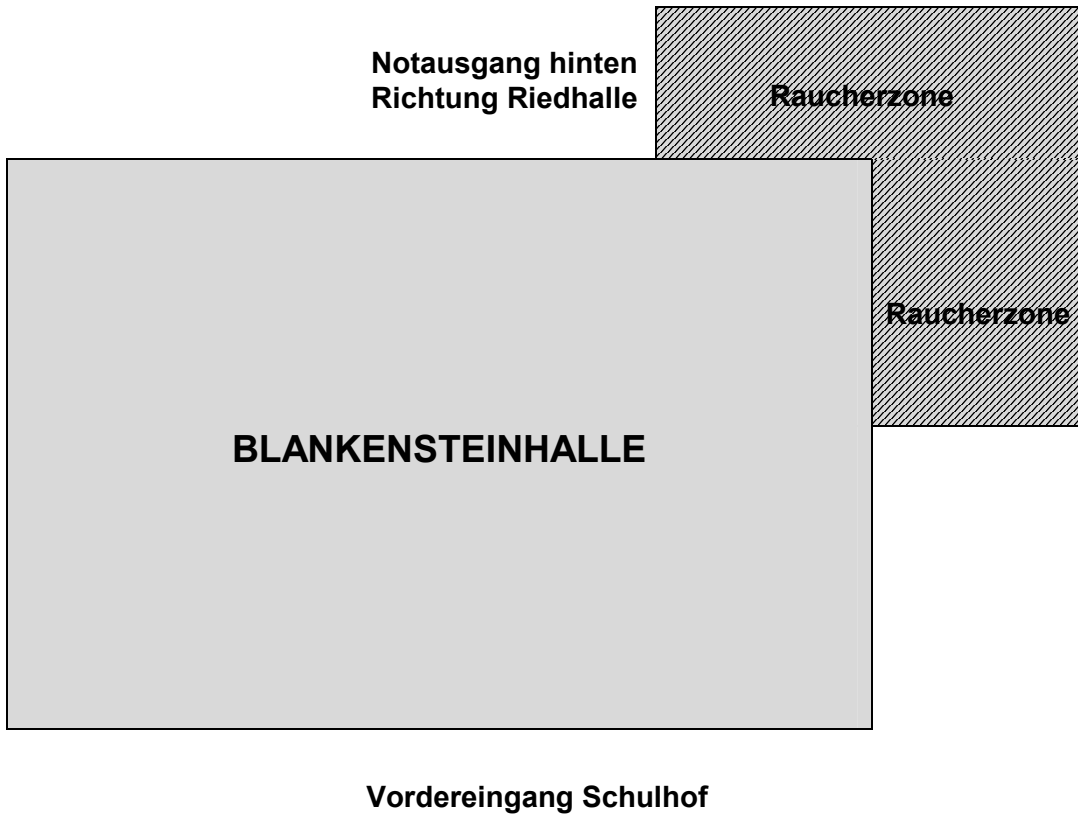 Notausgang hinten
Richtung Riedhalle
Raucherzone
Raucherzone
BLANKENSTEINHALLE
Vordereingang Schulhof